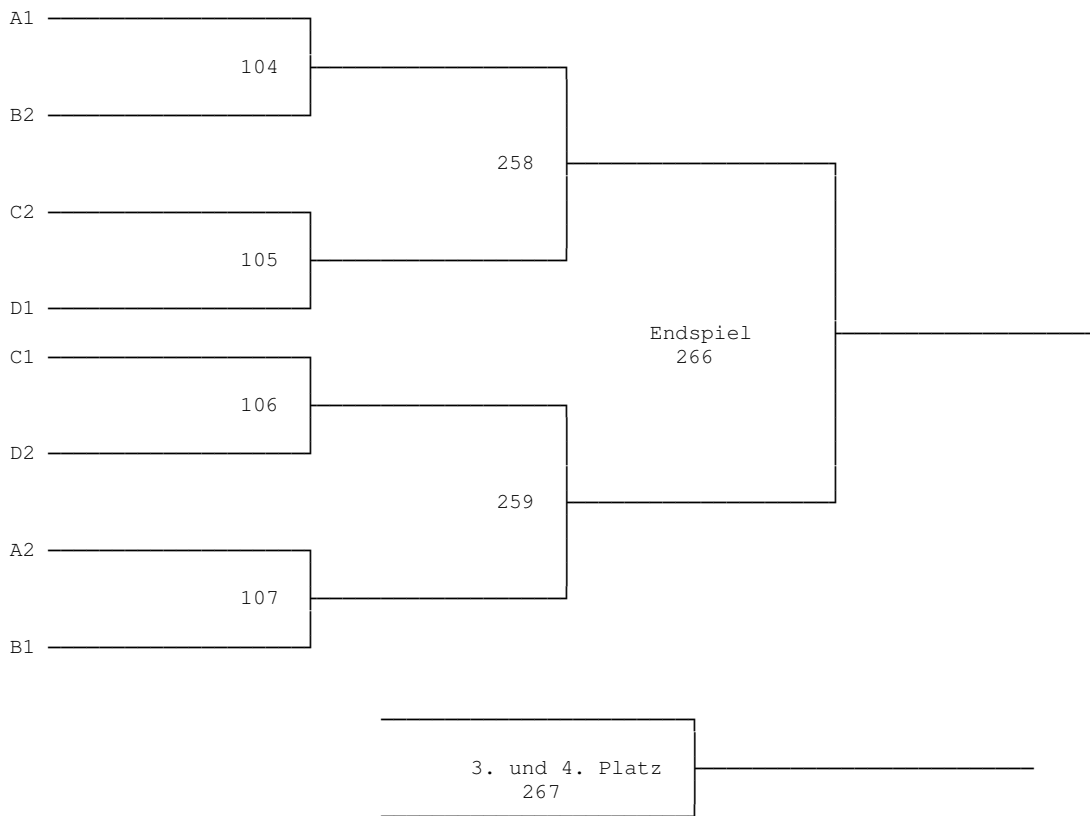 A1
104
B2
258
C2
105
D1
Endspiel
C1
266
106
D2
259
A2
107
B1
3. und 4. Platz
267